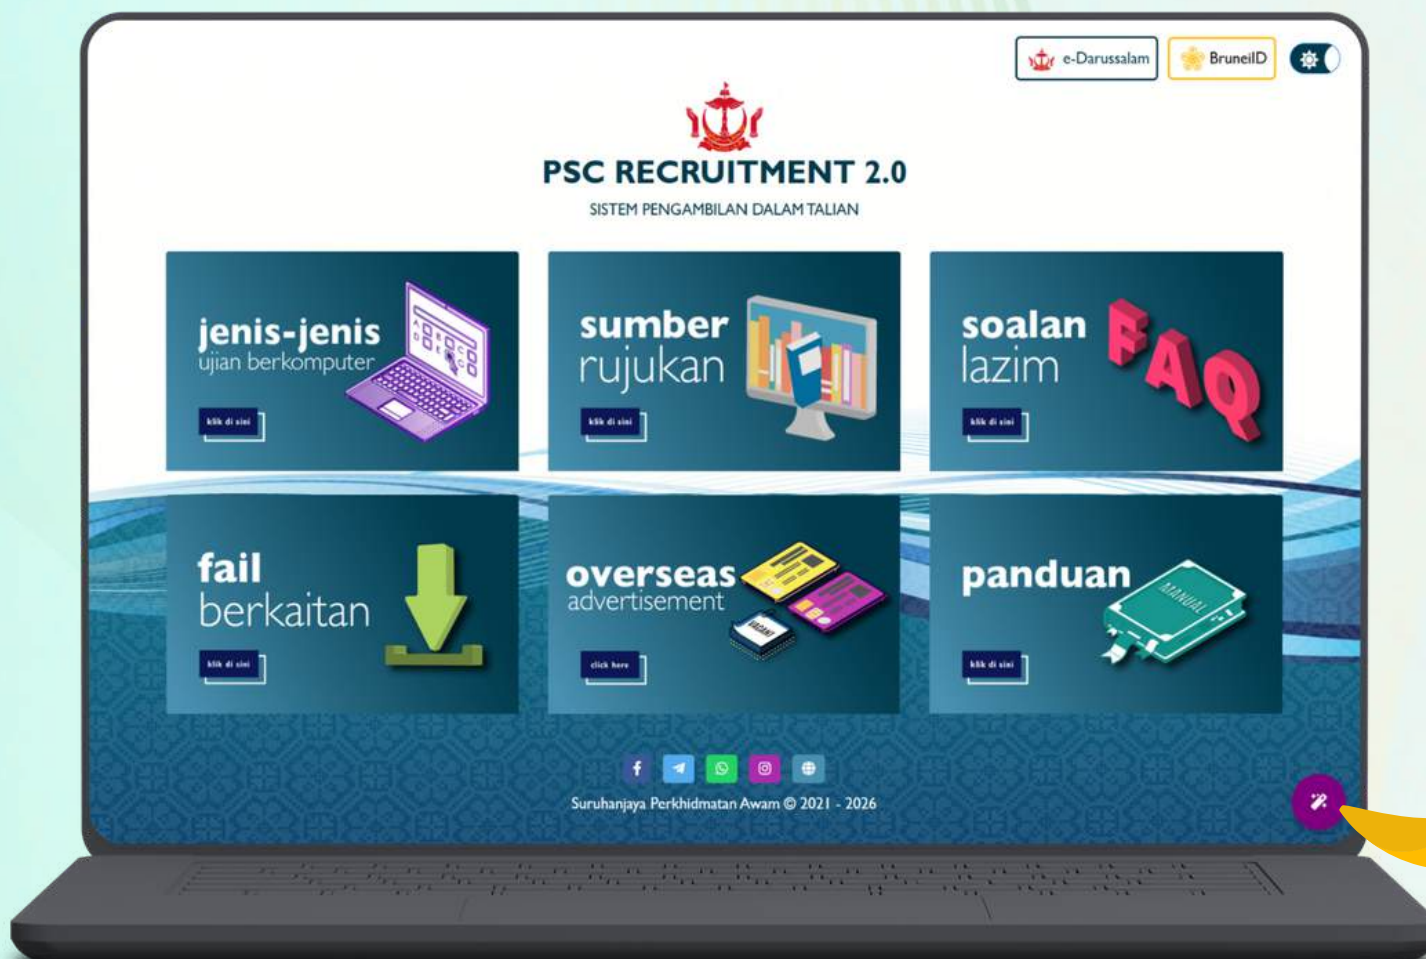 e-Darussalam
BruneiID
PSC RECRUITMENT 2.0
SISTEM PENGAMBILAN DALAM TALIAN
jenis-jenis
ujian berkomputer
klik di sini
sumber
rujukan
klik di sini
soalan
lazim
klik di sini
FAQ
fail
berkaitan
klik di sini
overseas
advertisement
click here
VACANT
panduan
klik di sini
MANUAL
Suruhanjaya Perkhidmatan Awam © 2021 - 2026